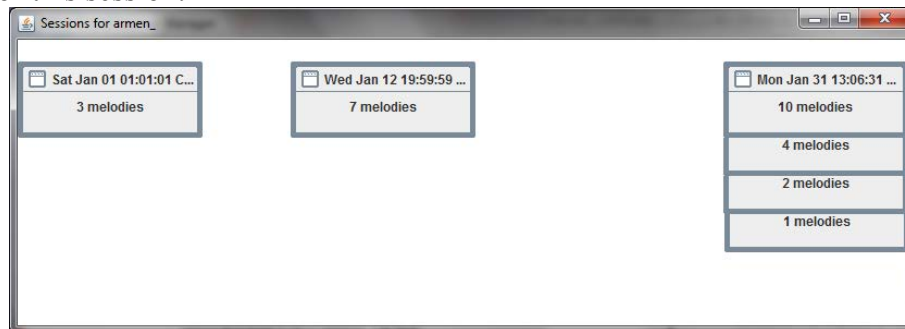 Sessions for armen_
Sat Jan 01 01:01:01 C...
3 melodies
Wed Jan 12 19:59:59 ...
7 melodies
Mon Jan 31 13:06:31 ...
10 melodies
4 melodies
2 melodies
1 melodies